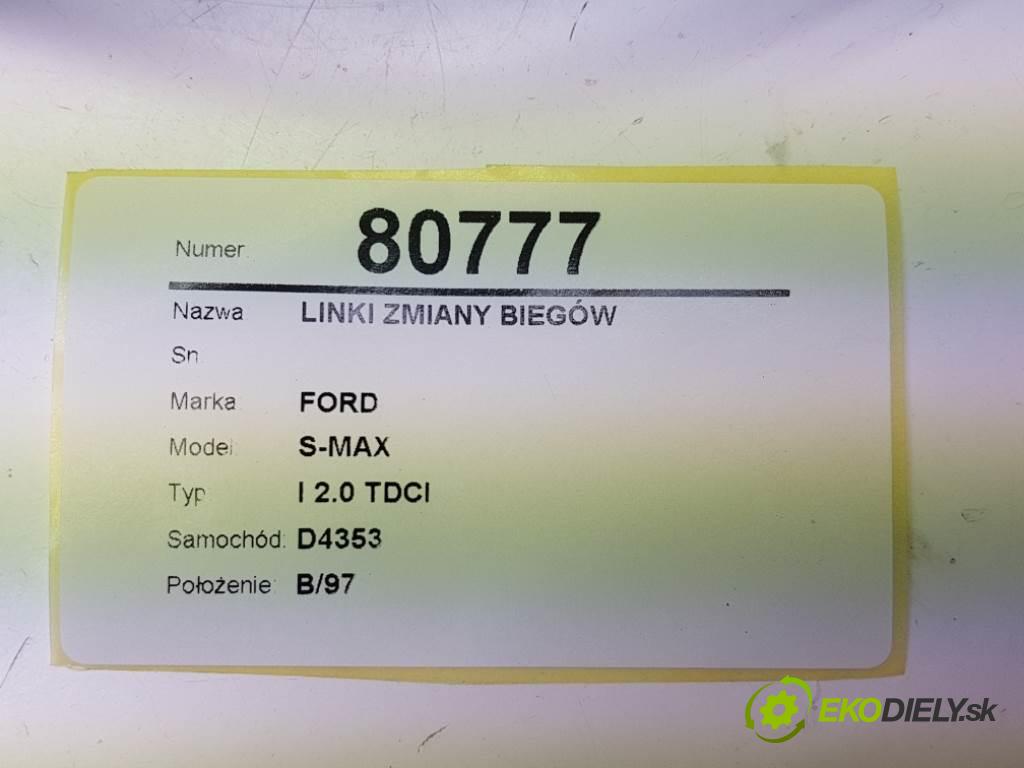 Numer 80777
Nazwa LINKI ZMIANY BIEGÓW
Sn
Marka FORD
Model S-MAX
Typ I 2.0 TDCI
Samochód: D4353
Położenie: B/97
EKODIELY.sk